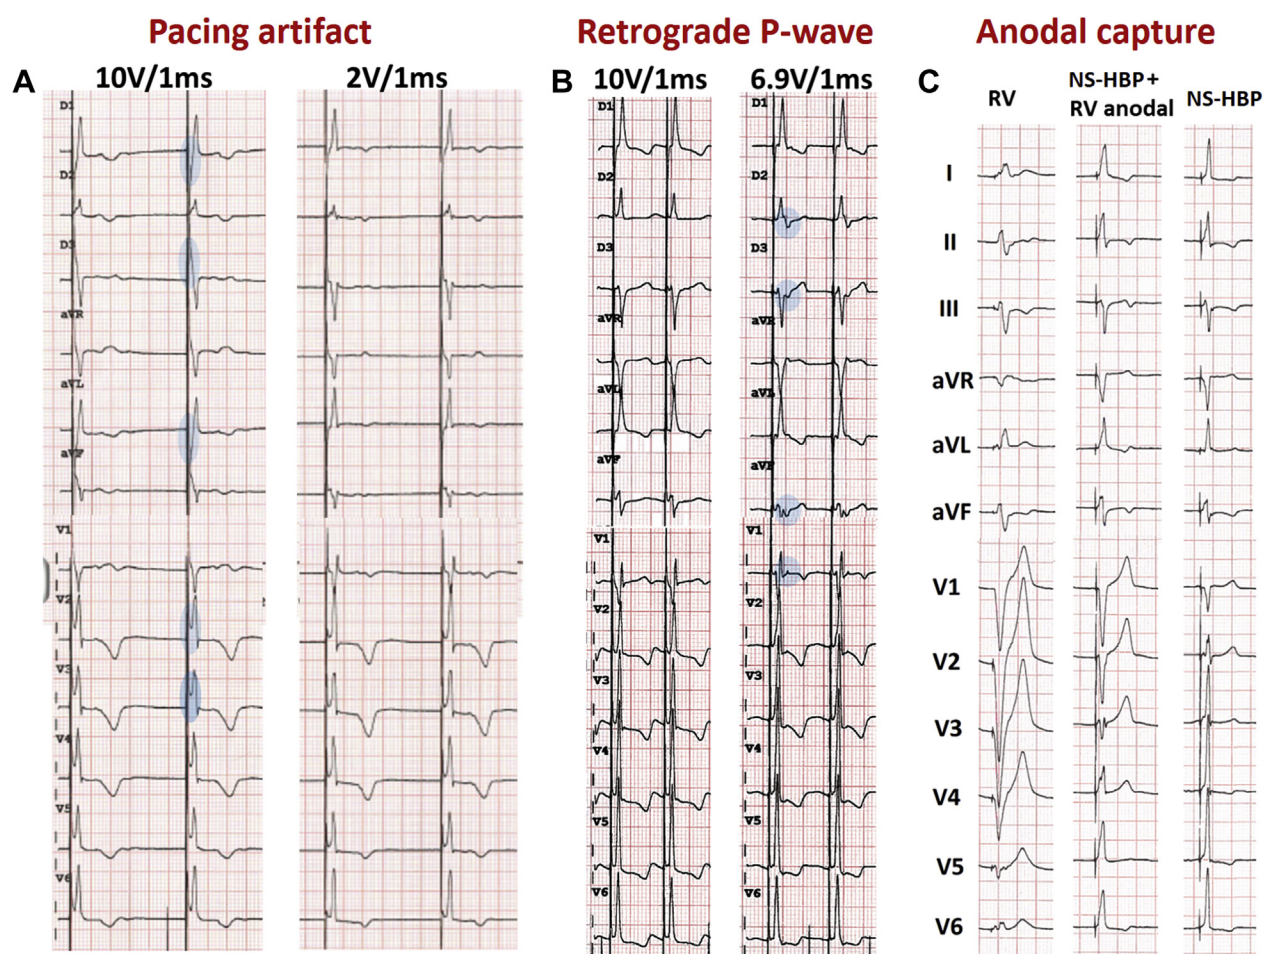 Pacing artifact
Retrograde P-wave
Anodal capture
A
10V/1ms
2V/1ms
B
10V/1ms
6.9V/1ms
C
RV
NS-HBP+
RV anodal
NS-HBP
D1
D2
D3
aVR
aVL
aVF
V1
V2
V3
V4
V5
V6
D1
D2
D3
aVR
aVL
aVF
V1
V2
V3
V4
V5
V6
D1
D2
D3
aVR
aVL
aVF
V1
V2
V3
V4
V5
V6
I
II
III
aVR
aVL
aVF
V1
V2
V3
V4
V5
V6